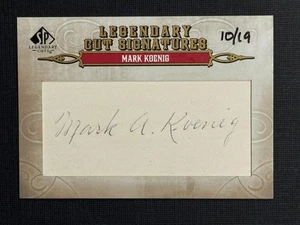 LEGENDARY
CUT SIGNATURES
10/19
SP
LEGENDARY
CUTS
MARK KOENIG
Mark A. Koenig